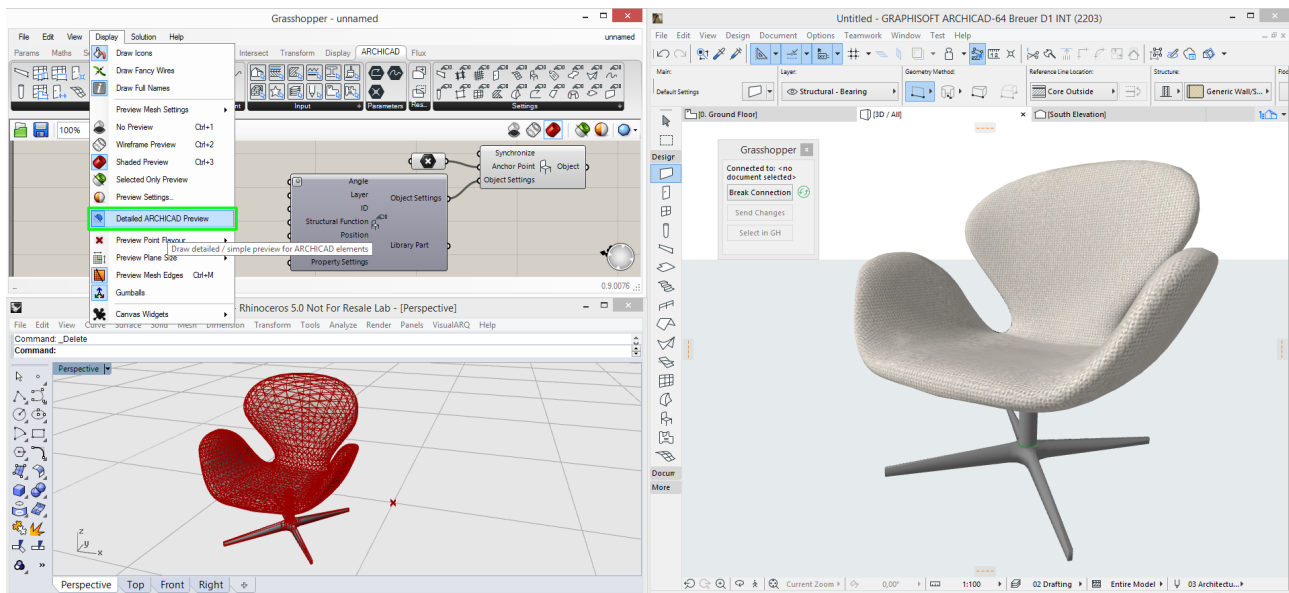 Grasshopper - unnamed
File Edit View Display Solution Help unnamed
Params Maths Intersect Transform Display ARCHICAD Flux
Draw Icons
Draw Fancy Wires
Draw Full Names
Preview Mesh Settings
No Preview Ctrl+1
Wireframe Preview Ctrl+2
Shaded Preview Ctrl+3
Selected Only Preview
Preview Settings...
Detailed ARCHICAD Preview
Preview Point Flavour
Draw detailed / simple preview for ARCHICAD elements
Preview Plane Size
Preview Mesh Edges Ctrl+M
Gumballs
Canvas Widgets
Input Parameters Res... Settings
100%
Synchronize
Anchor Point Object
Object Settings
Angle
Layer Object Settings
ID
Structural Function
Position
Library Part
Property Settings
0.9.0076
Rhinoceros 5.0 Not For Resale Lab - [Perspective]
File Edit View Curve Surface Solid Mesh Dimension Transform Tools Analyze Render Panels VisualARQ Help
Command: _Delete
Command:
Perspective
z
y
x
Perspective Top Front Right
Untitled - GRAPHISOFT ARCHICAD-64 Breuer D1 INT (2203)
File Edit View Design Document Options Teamwork Window Test Help
Main: Layer: Geometry Method: Reference Line Location: Structure: Floo
Default Settings Structural - Bearing Core Outside Generic Wall/S...
[0. Ground Floor] [3D / All] [South Elevation]
Desigr
Grasshopper
Connected to: <no
document selected>
Break Connection
Send Changes
Select in GH
Docum
More
Current Zoom 0,00° 1:100 02 Drafting Entire Model 03 Architectu...